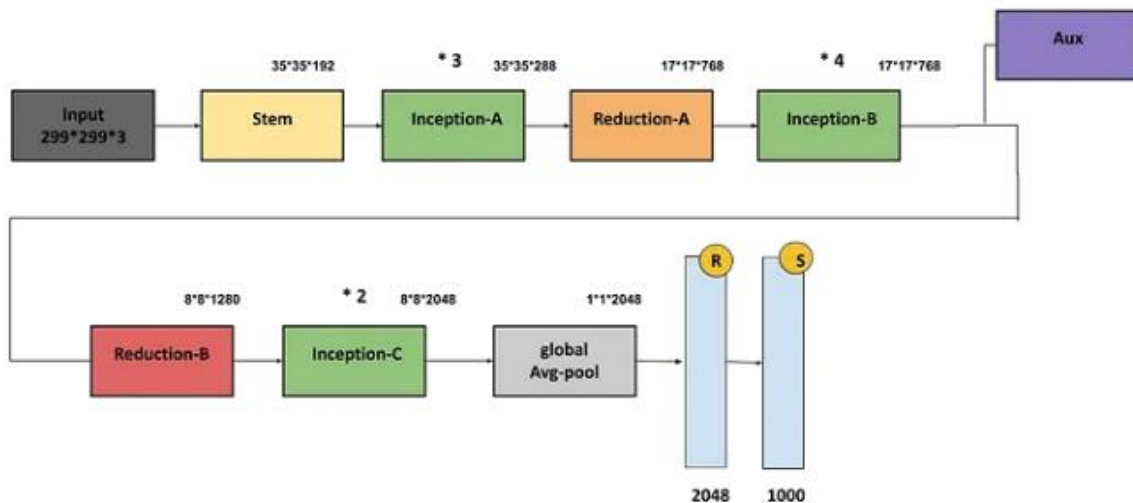 Aux
35*35*192
* 3
35*35*288
17*17*768
* 4
17*17*768
Input
299*299*3
Stem
Inception-A
Reduction-A
Inception-B
R
S
8*8*1280
* 2
8*8*2048
1*1*2048
Reduction-B
Inception-C
global
Avg-pool
2048
1000